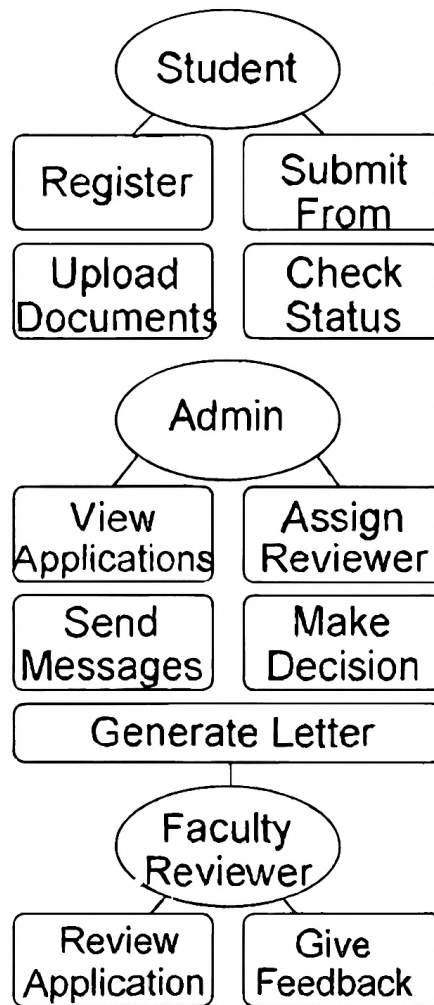 Student
Register
Submit
From
Upload
Documents
Check
Status
Admin
View
Applications
Assign
Reviewer
Send
Messages
Make
Decision
Generate Letter
Faculty
Reviewer
Review
Application
Give
Feedback